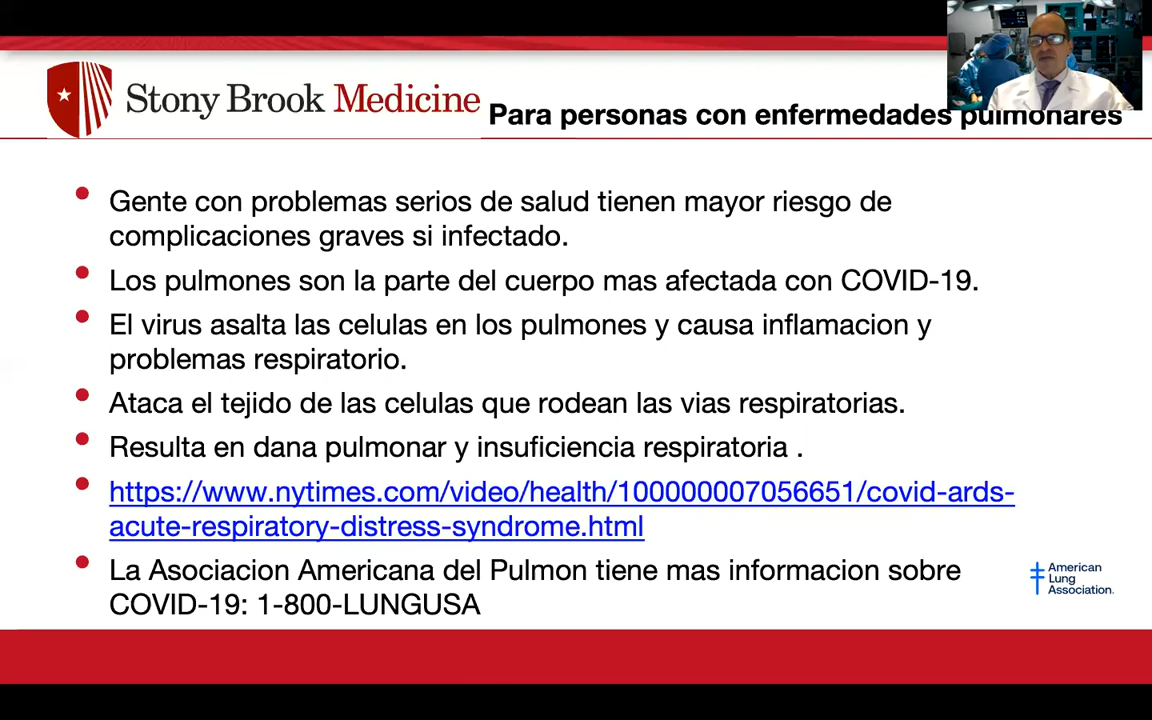 Stony Brook Medicine
Para personas con enfermedades pulmonares
Gente con problemas serios de salud tienen mayor riesgo de
complicaciones graves si infectado.
Los pulmones son la parte del cuerpo mas afectada con COVID-19.
El virus asalta las celulas en los pulmones y causa inflamacion y
problemas respiratorio.
Ataca el tejido de las celulas que rodean las vias respiratorias.
Resulta en dana pulmonar y insuficiencia respiratoria .
https://www.nytimes.com/video/health/100000007056651/covid-ards-
acute-respiratory-distress-syndrome.html
La Asociacion Americana del Pulmon tiene mas informacion sobre
COVID-19: 1-800-LUNGUSA
American
Lung
Association.